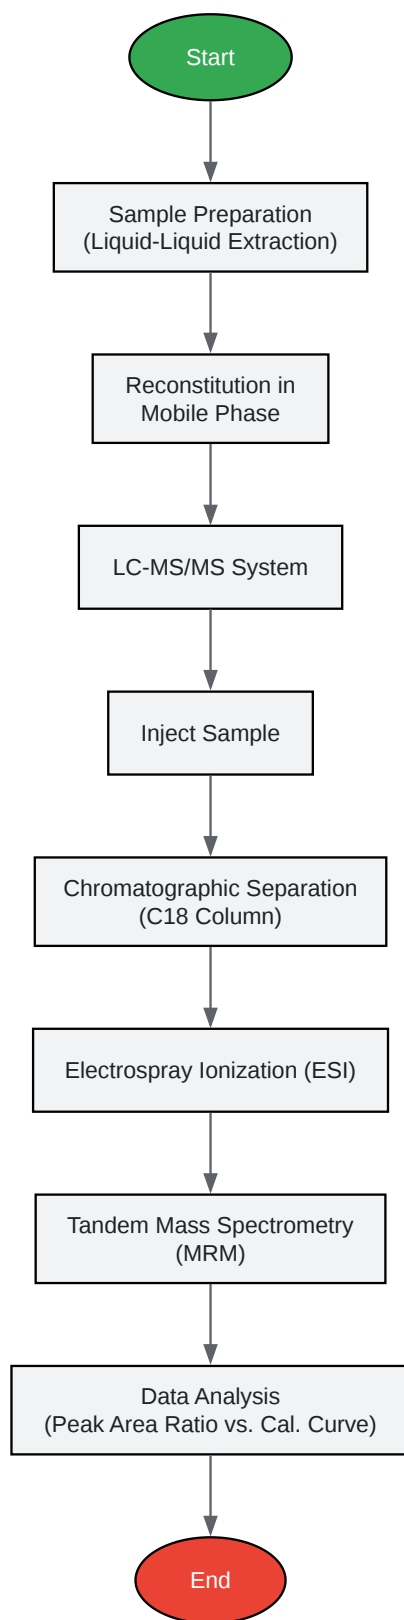 Start
Sample Preparation
(Liquid-Liquid Extraction)
Reconstitution in
Mobile Phase
LC-MS/MS System
Inject Sample
Chromatographic Separation
(C18 Column)
Electrospray Ionization (ESI)
Tandem Mass Spectrometry
(MRM)
Data Analysis
(Peak Area Ratio vs. Cal. Curve)
End